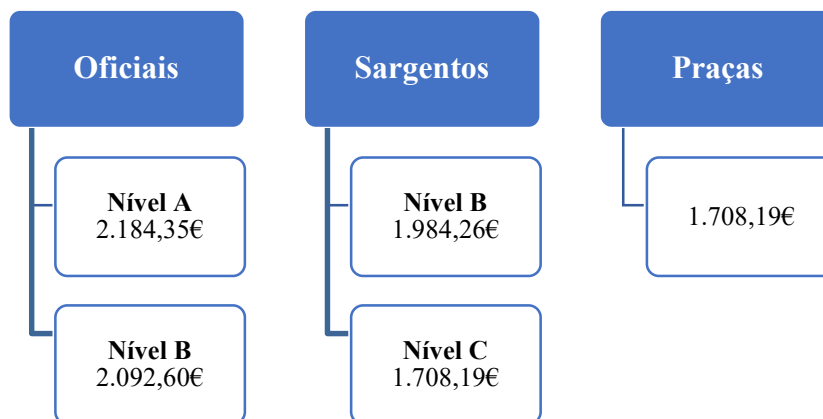 Oficiais
Nível A
2.184,35€
Nível B
2.092,60€
Sargentos
Nível B
1.984,26€
Nível C
1.708,19€
Praças
1.708,19€